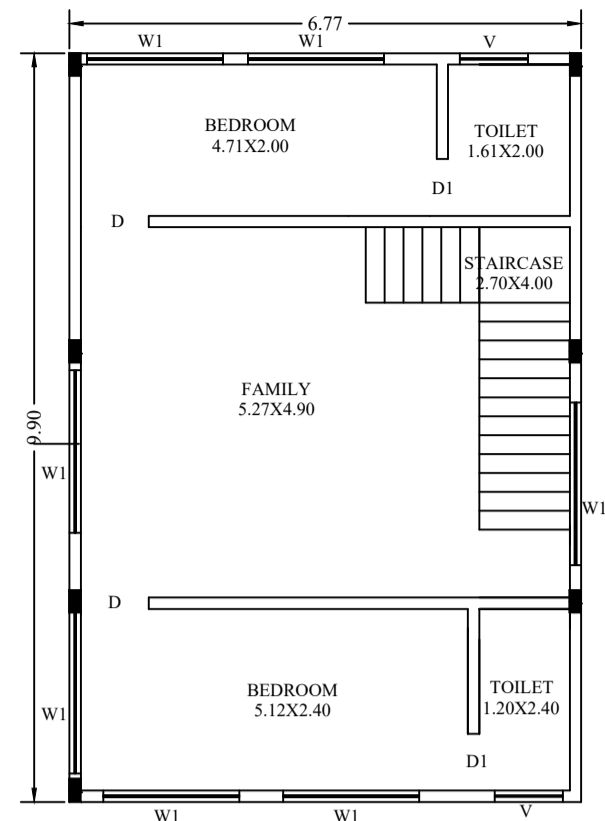 6.77
W1
W1
V
BEDROOM
4.71X2.00
TOILET
1.61X2.00
D1
D
STAIRCASE
2.70X4.00
FAMILY
5.27X4.90
9.90
W1
W1
D
BEDROOM
5.12X2.40
TOILET
1.20X2.40
W1
D1
W1
W1
V